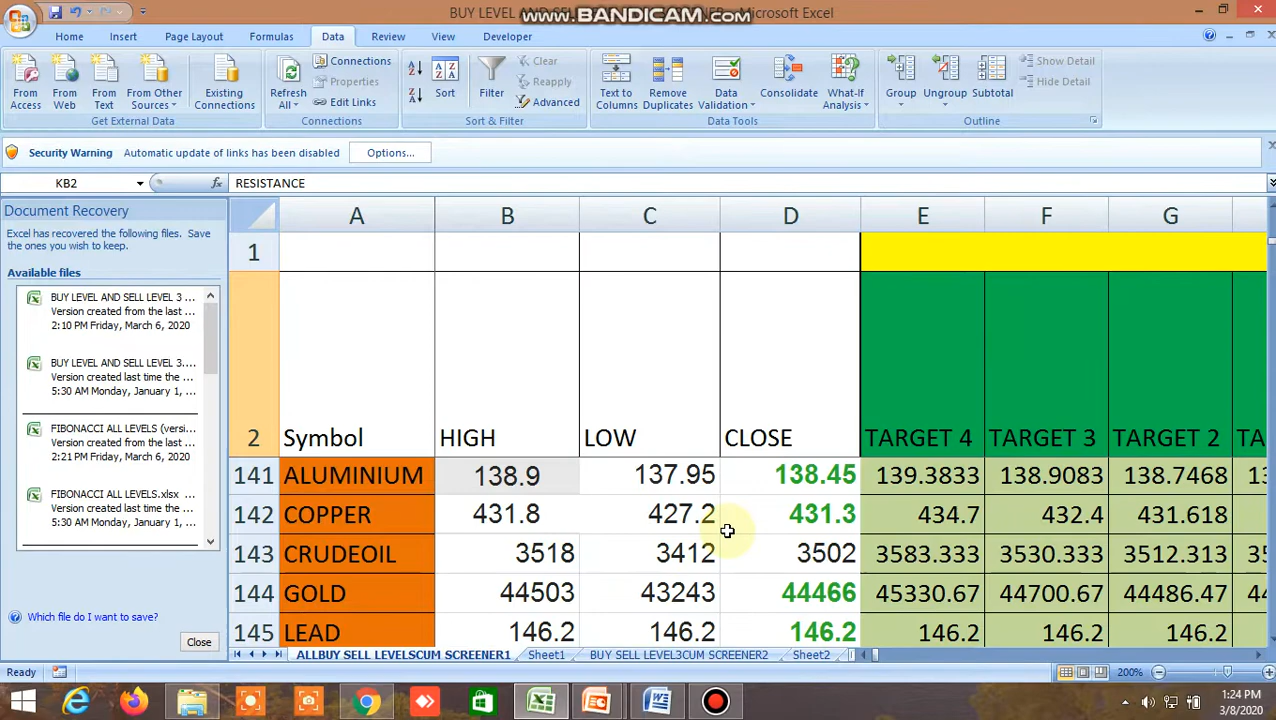 BUY LEVEL AND SELL LEVEL 3 CUM SCREENER - Microsoft Excel
www.BANDICAM.com
Home Insert Page Layout Formulas Data Review View Developer
From Access
From Web
From Text
From Other Sources
Existing Connections
Get External Data
Refresh All
Connections
Properties
Edit Links
Connections
Sort
Filter
Clear
Reapply
Advanced
Sort & Filter
Text to Columns
Remove Duplicates
Data Validation
Consolidate
What-If Analysis
Data Tools
Group
Ungroup
Subtotal
Show Detail
Hide Detail
Outline
Security Warning Automatic update of links has been disabled Options...
KB2 fx RESISTANCE
Document Recovery
Excel has recovered the following files. Save
the ones you wish to keep.
Available files
BUY LEVEL AND SELL LEVEL 3 ...
Version created from the last ...
2:10 PM Friday, March 6, 2020
BUY LEVEL AND SELL LEVEL 3....
Version created last time the ...
5:30 AM Monday, January 1, ...
FIBONACCI ALL LEVELS (versi...
Version created from the last ...
2:21 PM Friday, March 6, 2020
FIBONACCI ALL LEVELS.xlsx
Version created last time the ...
5:30 AM Monday, January 1, ...
Which file do I want to save?
Close
A B C D E F G
1
2 Symbol HIGH LOW CLOSE TARGET 4 TARGET 3 TARGET 2 TA
141 ALUMINIUM 138.9 137.95 138.45 139.3833 138.9083 138.7468 13
142 COPPER 431.8 427.2 431.3 434.7 432.4 431.618 4
143 CRUDEOIL 3518 3412 3502 3583.333 3530.333 3512.313 350
144 GOLD 44503 43243 44466 45330.67 44700.67 44486.47 44
145 LEAD 146.2 146.2 146.2 146.2 146.2 146.2
ALLBUY SELL LEVELSCUM SCREENER1 Sheet1 BUY SELL LEVEL3CUM SCREENER2 Sheet2
Ready 200%
1:24 PM
3/8/2020